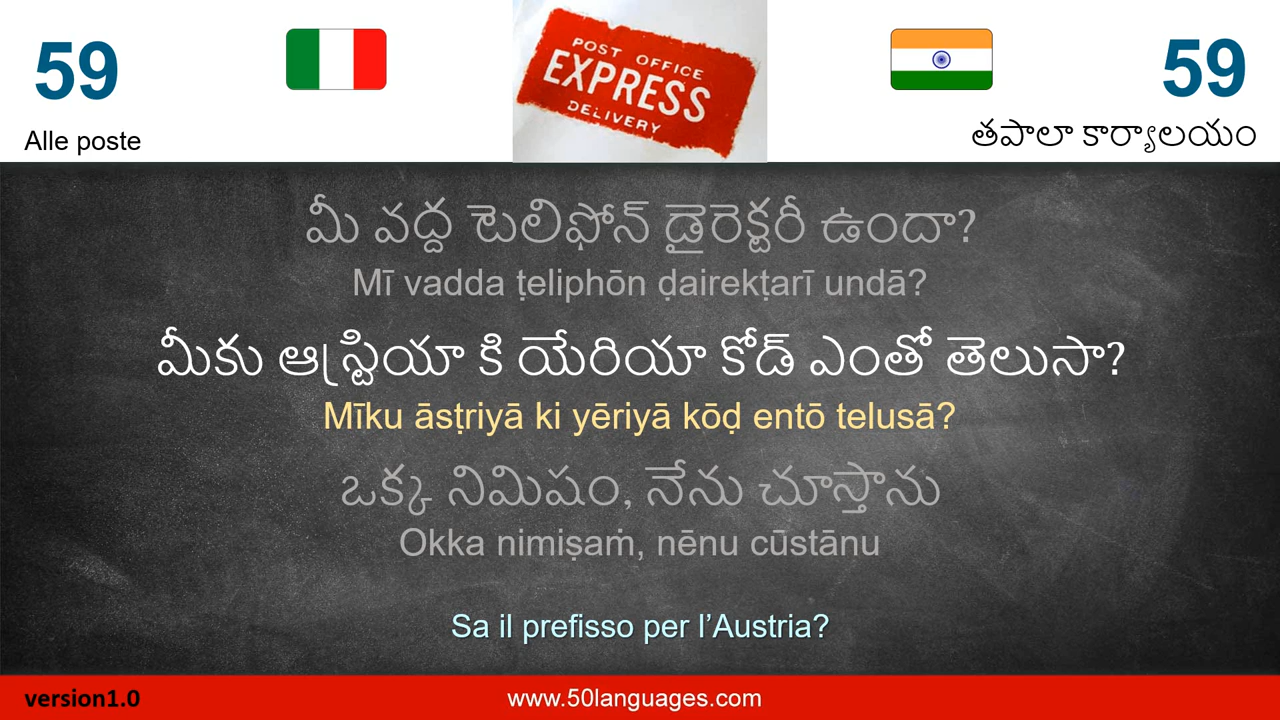 59
59
Alle poste
POST OFFICE
EXPRESS
DELIVERY
తపాలా కార్యాలయం
మీ వద్ద టెలిఫోన్ డైరెక్టరీ ఉందా?
Mī vadda ṭeliphōn ḍairekṭarī undā?
మీకు ఆస్ట్రియా కి యేరియా కోడ్ ఎంతో తెలుసా?
Mīku āsṭriyā ki yēriyā kōḍ entō telusā?
ఒక్క నిమిషం, నేను చూస్తాను
Okka nimiṣaṁ, nēnu cūstānu
Sa il prefisso per l’Austria?
version1.0
www.50languages.com